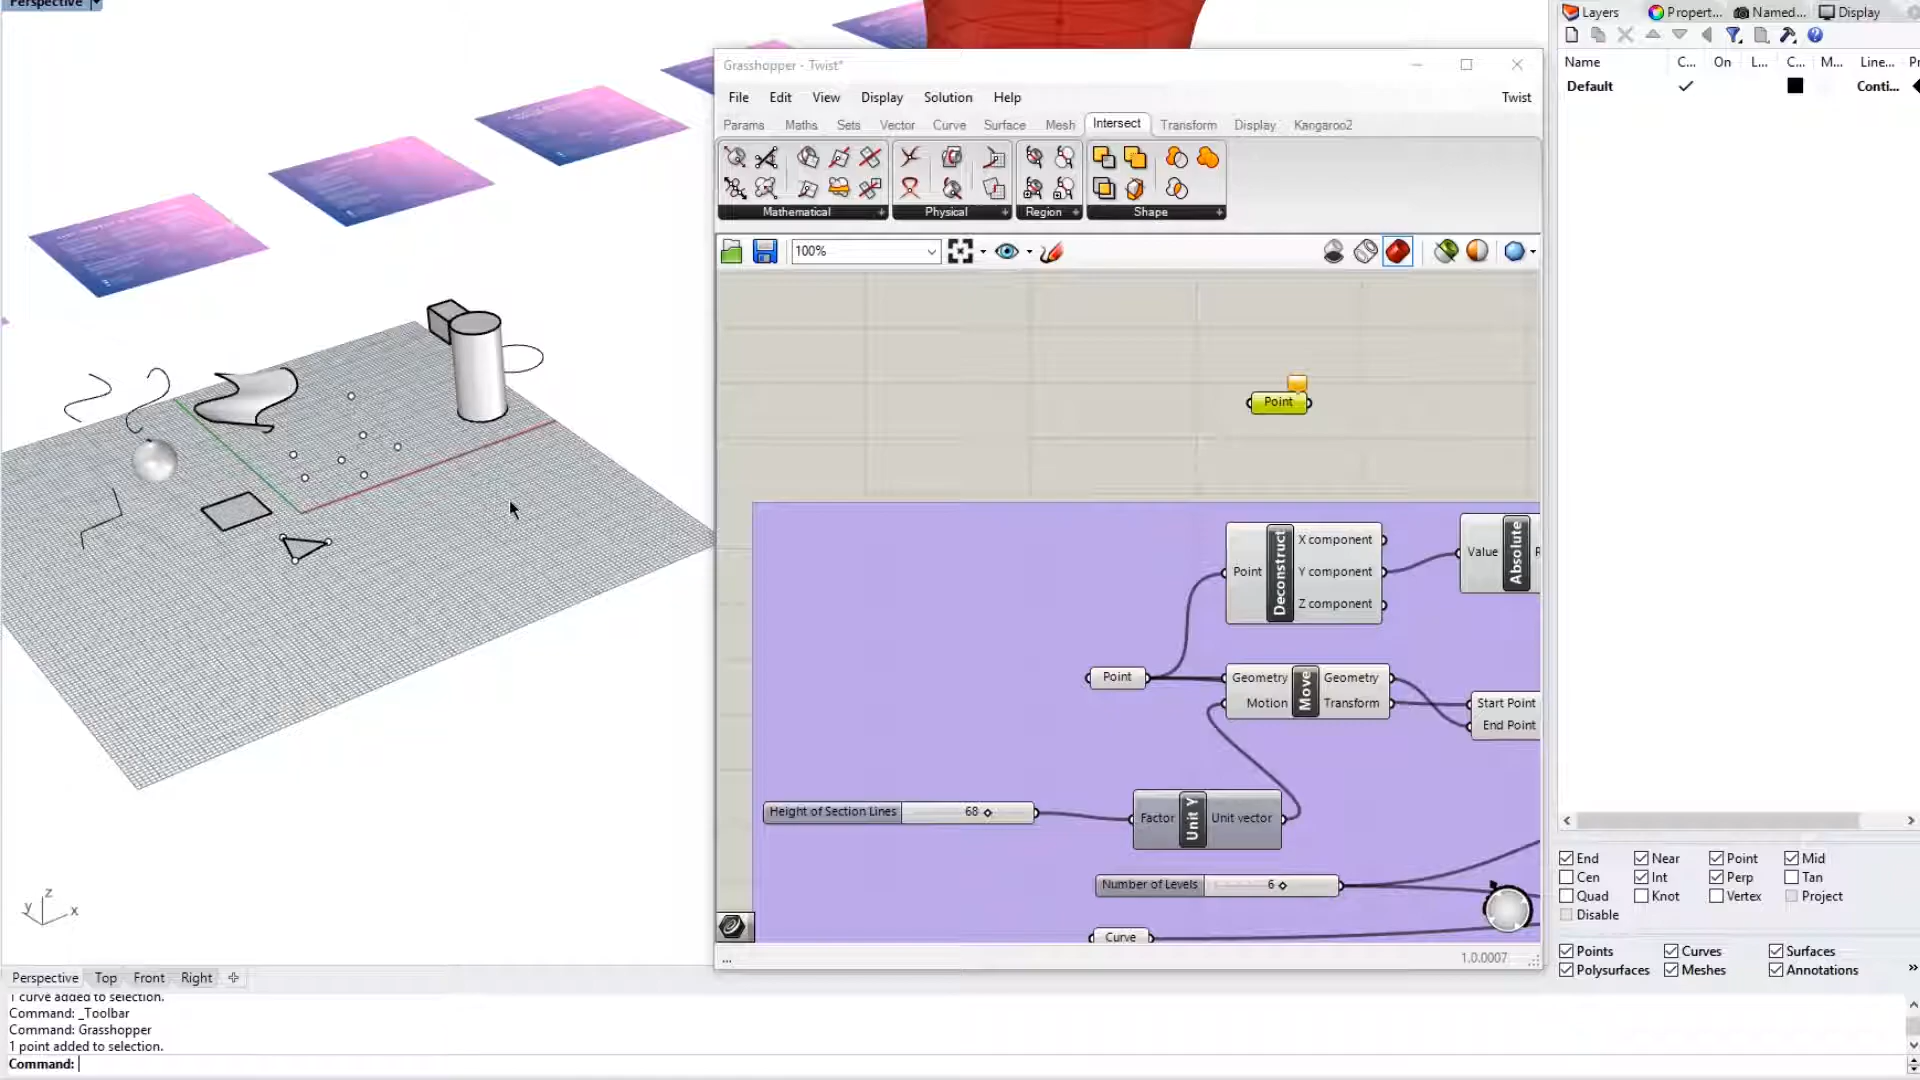 Perspective
Layers Propert... Named... Display
Grasshopper - Twist*
Name C... On L... C... M... Line... Pr
File Edit View Display Solution Help Twist
Default Conti...
Params Maths Sets Vector Curve Surface Mesh Intersect Transform Display Kangaroo2
Mathematical Physical Region Shape
100%
Point
Deconstruct
Point
X component
Y component
Z component
Value Absolute R
Point
Move
Geometry Geometry
Motion Transform
Start Point
End Point
Height of Section Lines 68
Factor Unit Y Unit vector
Number of Levels 6
Curve
... 1.0.0007
End Near Point Mid
Cen Int Perp Tan
Quad Knot Vertex Project
Disable
Points Curves Surfaces
Polysurfaces Meshes Annotations
z
y
x
Perspective Top Front Right
1 curve added to selection.
Command: _Toolbar
Command: Grasshopper
1 point added to selection.
Command: